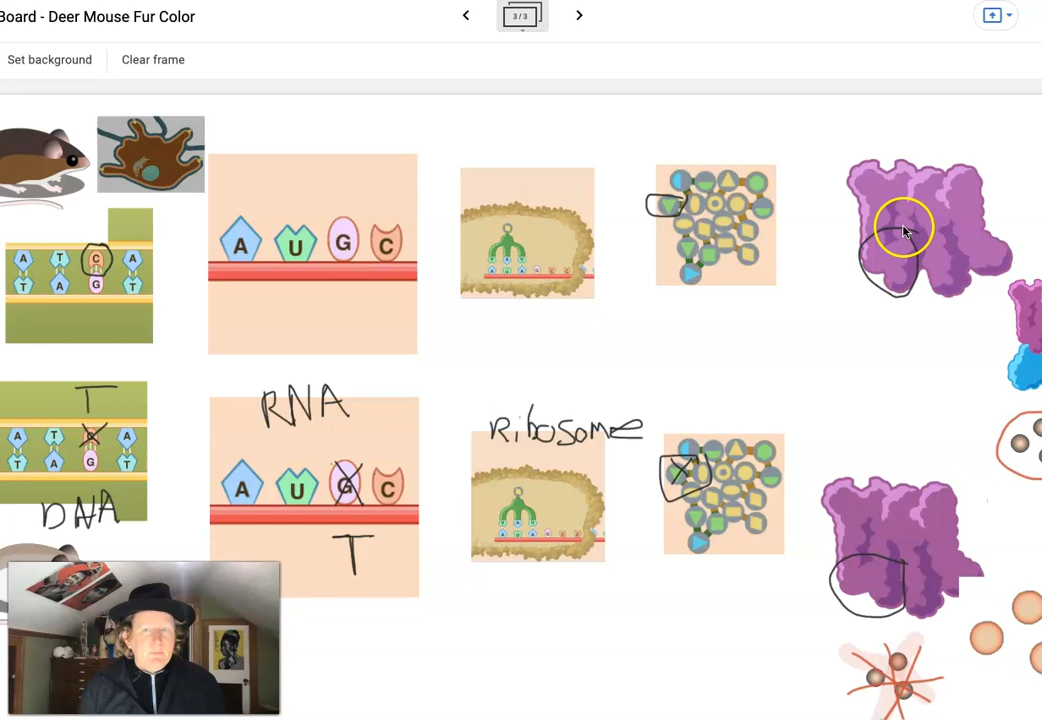 Board - Deer Mouse Fur Color
3 / 3
Set background
Clear frame
A T C A
T A G T
A U G C
T
A T A
T A G T
DNA
RNA
A U G C
T
Ribosome